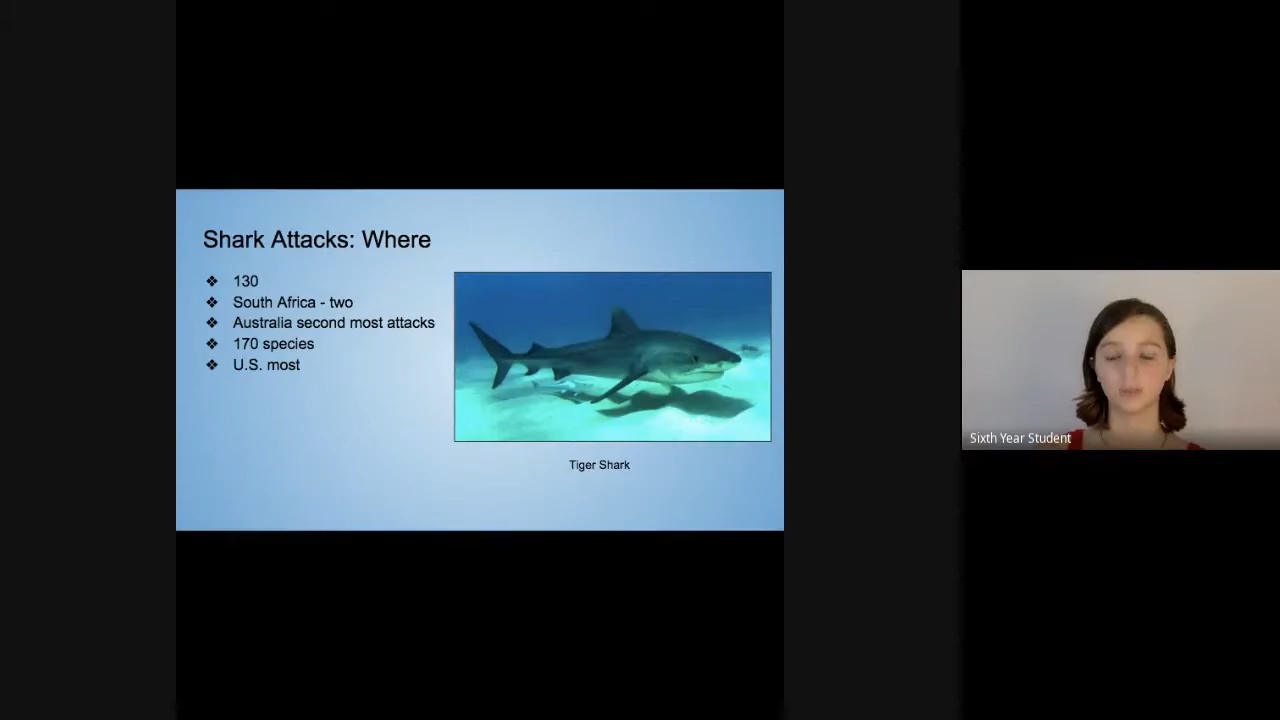 Shark Attacks: Where
❖ 130
❖ South Africa - two
❖ Australia second most attacks
❖ 170 species
❖ U.S. most
Tiger Shark
Sixth Year Student